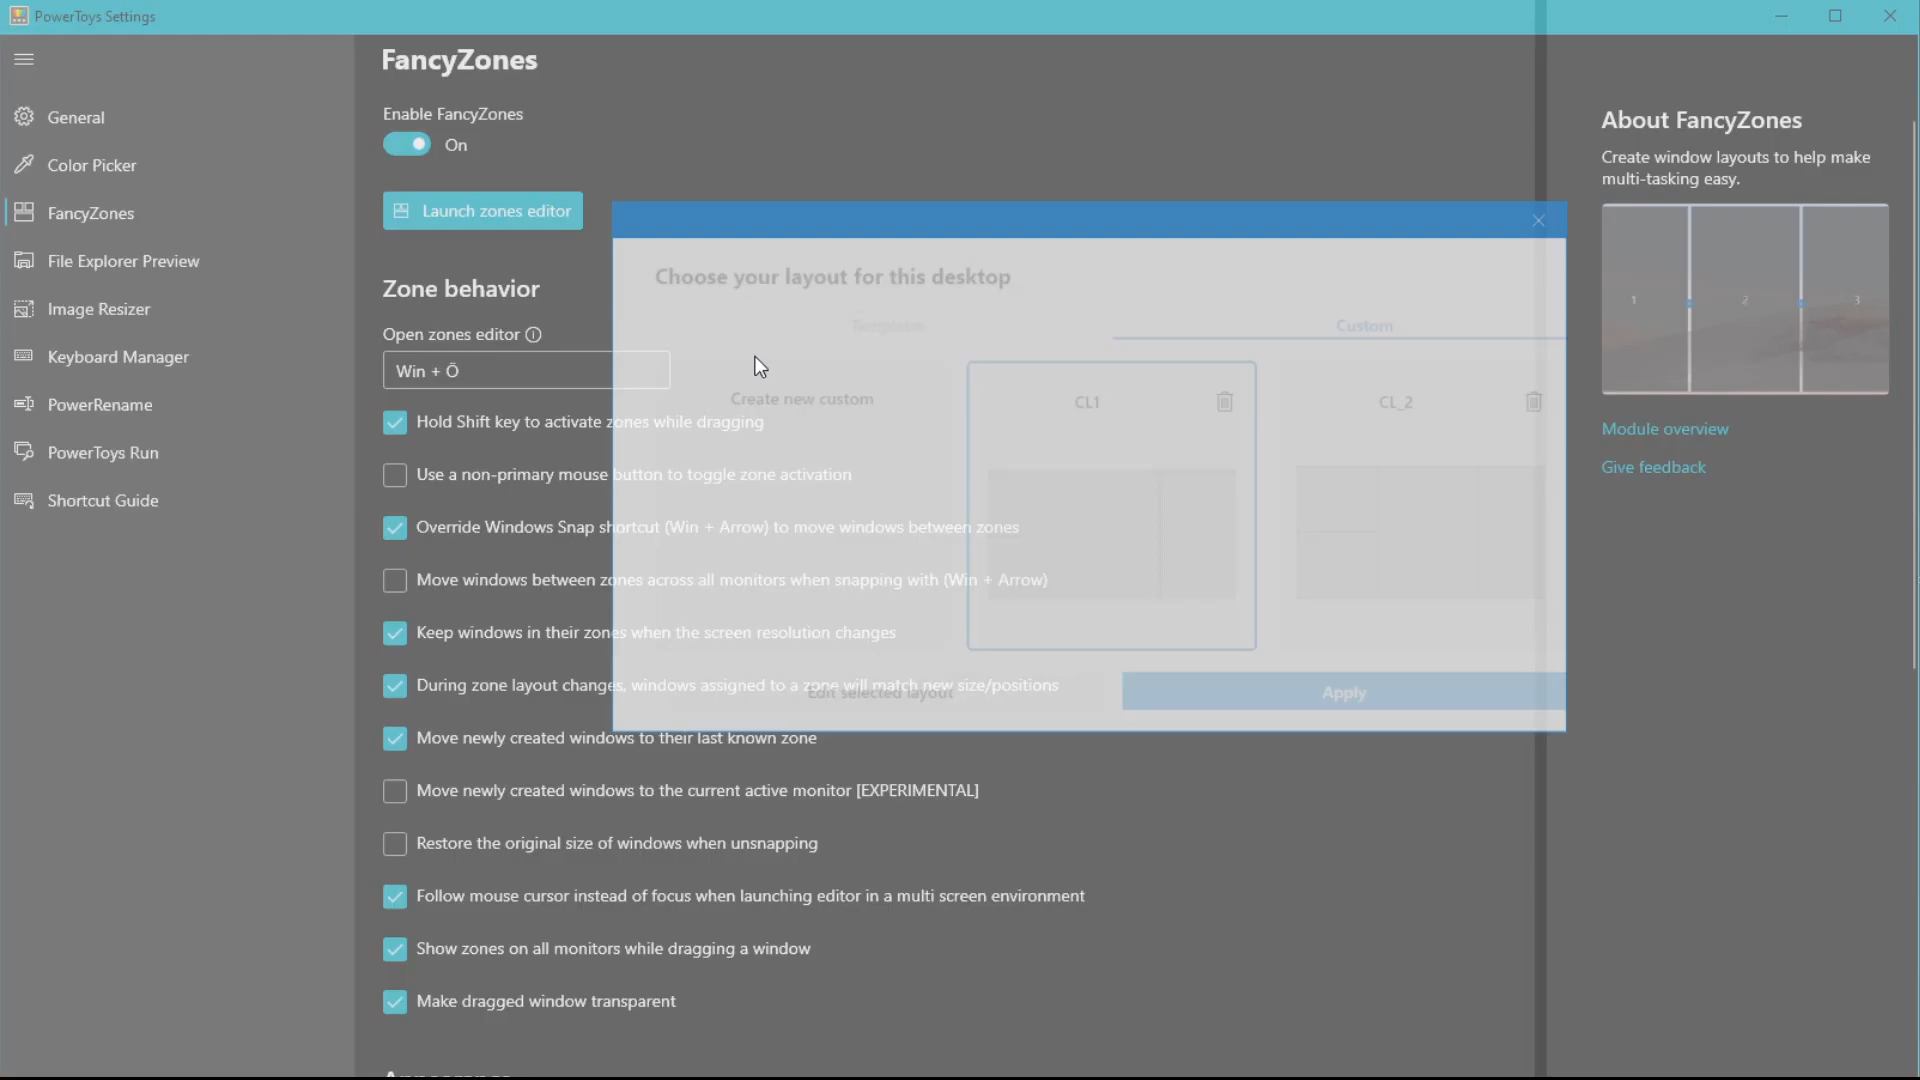 PowerToys Settings
General
Color Picker
FancyZones
File Explorer Preview
Image Resizer
Keyboard Manager
PowerRename
PowerToys Run
Shortcut Guide
FancyZones
Enable FancyZones
On
Launch zones editor
Zone behavior
Open zones editor
Win + Ö
Hold Shift key to activate zones while dragging
Use a non-primary mouse button to toggle zone activation
Override Windows Snap shortcut (Win + Arrow) to move windows between zones
Move windows between zones across all monitors when snapping with (Win + Arrow)
Keep windows in their zones when the screen resolution changes
During zone layout changes, windows assigned to a zone will match new size/positions
Move newly created windows to their last known zone
Move newly created windows to the current active monitor [EXPERIMENTAL]
Restore the original size of windows when unsnapping
Follow mouse cursor instead of focus when launching editor in a multi screen environment
Show zones on all monitors while dragging a window
Make dragged window transparent
Choose your layout for this desktop
Templates
Custom
Create new custom
CL1
CL_2
Edit selected layout
Apply
About FancyZones
Create window layouts to help make
multi-tasking easy.
1
2
3
Module overview
Give feedback